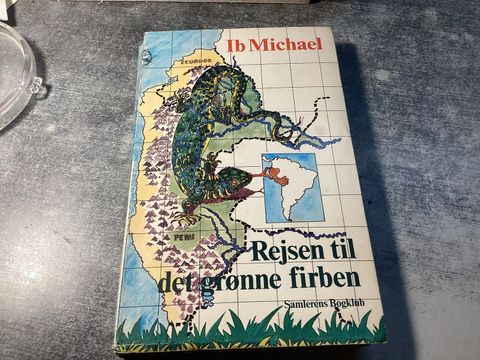 Ib Michael
ECUADOR
PERU
Rejsen til
det grønne firben
Samlerens Bogklub